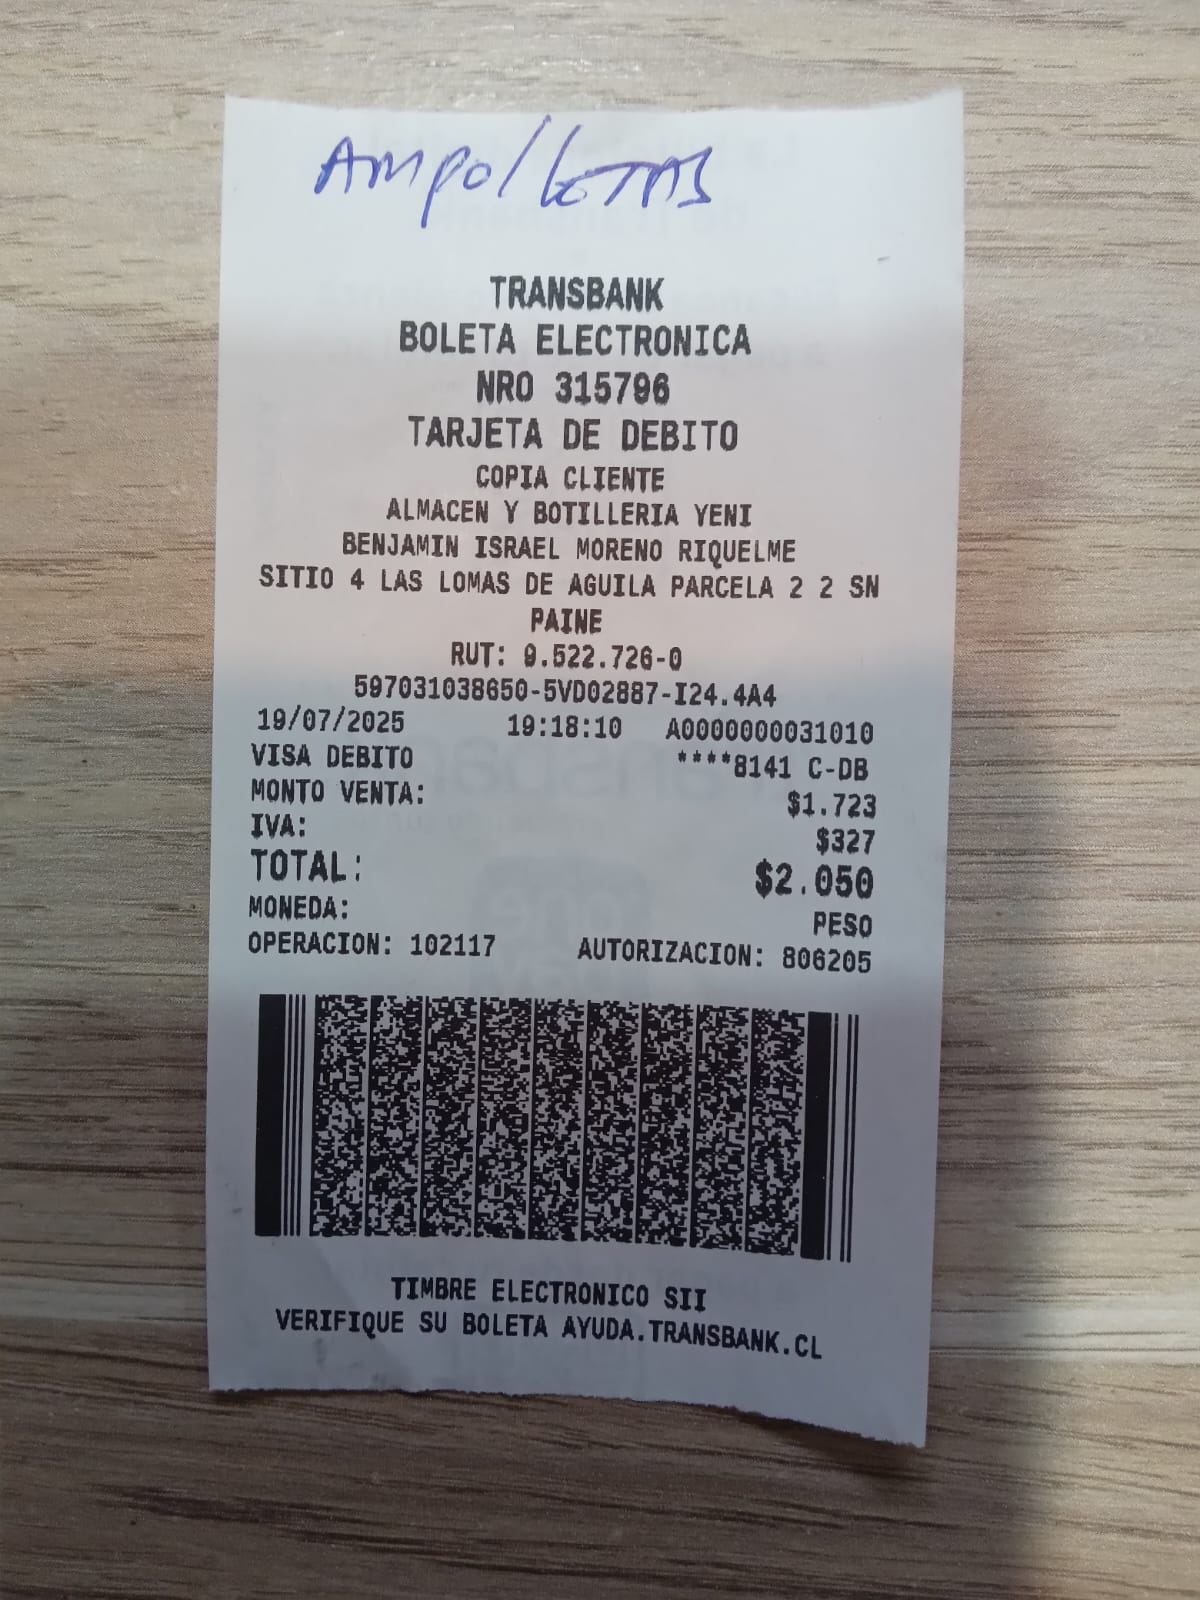 AMPOLLETAS
TRANSBANK
BOLETA ELECTRONICA
NRO 315796
TARJETA DE DEBITO
COPIA CLIENTE
ALMACEN Y BOTILLERIA YENI
BENJAMIN ISRAEL MORENO RIQUELME
SITIO 4 LAS LOMAS DE AGUILA PARCELA 2 2 SN
PAINE
RUT: 9.522.726-0
597031038650-5VD02887-I24.4A4
19/07/2025 19:18:10 A0000000031010
VISA DEBITO ****8141 C-DB
MONTO VENTA: $1.723
IVA: $327
TOTAL: $2.050
MONEDA: PESO
OPERACION: 102117 AUTORIZACION: 806205
TIMBRE ELECTRONICO SII
VERIFIQUE SU BOLETA AYUDA.TRANSBANK.CL